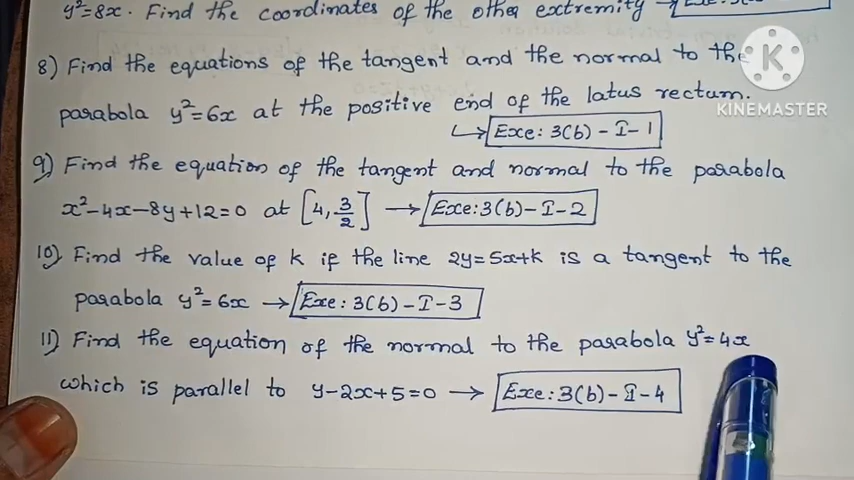 y²=8x. Find the coordinates of the other extremity →
8) Find the equations of the tangent and the normal to the
parabola y²=6x at the positive end of the latus rectum.
↳ Exe: 3(b) - I - 1
9) Find the equation of the tangent and normal to the parabola
x²-4x-8y+12=0 at [4, 3/2] → Exe: 3(b) - I - 2
10) Find the value of k if the line 2y=5x+k is a tangent to the
parabola y²=6x → Exe: 3(b) - I - 3
11) Find the equation of the normal to the parabola y²=4x
which is parallel to y-2x+5=0 → Exe: 3(b) - I - 4
K
KINEMASTER